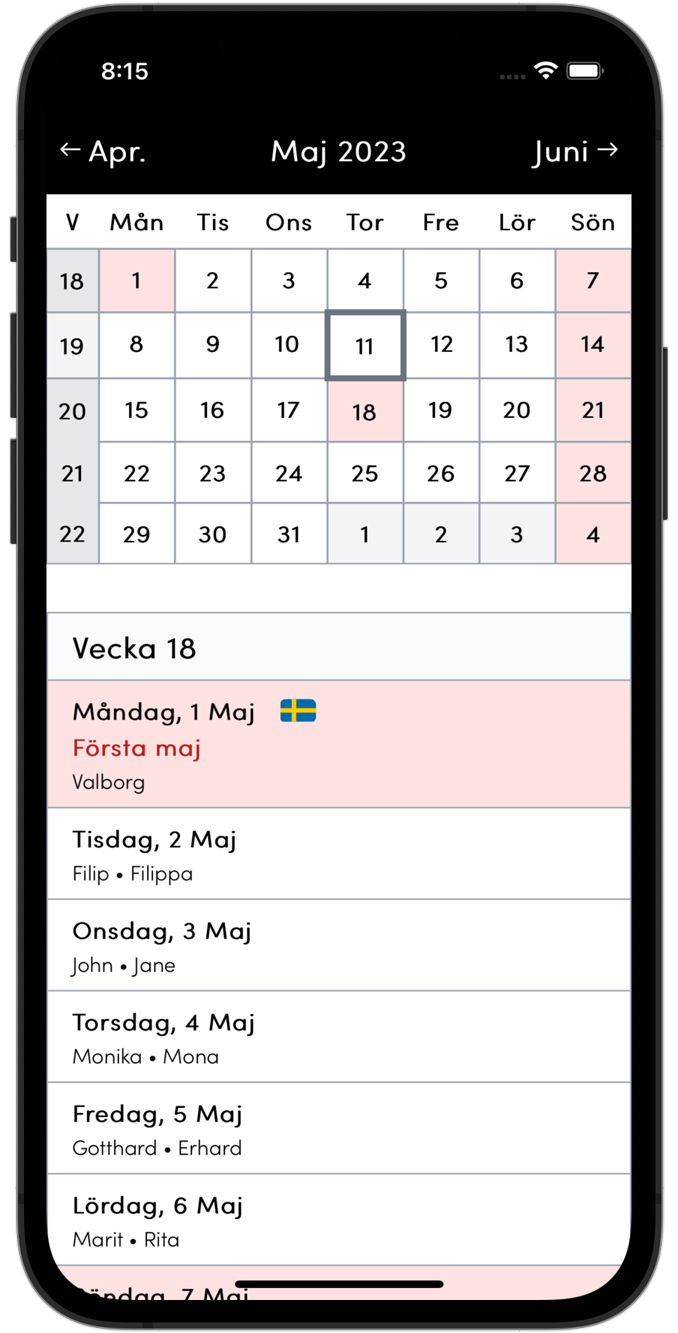 8:15
← Apr. Maj 2023 Juni →
V Mån Tis Ons Tor Fre Lör Sön
18 1 2 3 4 5 6 7
19 8 9 10 11 12 13 14
20 15 16 17 18 19 20 21
21 22 23 24 25 26 27 28
22 29 30 31 1 2 3 4
Vecka 18
Måndag, 1 Maj
Första maj
Valborg
Tisdag, 2 Maj
Filip • Filippa
Onsdag, 3 Maj
John • Jane
Torsdag, 4 Maj
Monika • Mona
Fredag, 5 Maj
Gotthard • Erhard
Lördag, 6 Maj
Marit • Rita
Söndag, 7 Maj